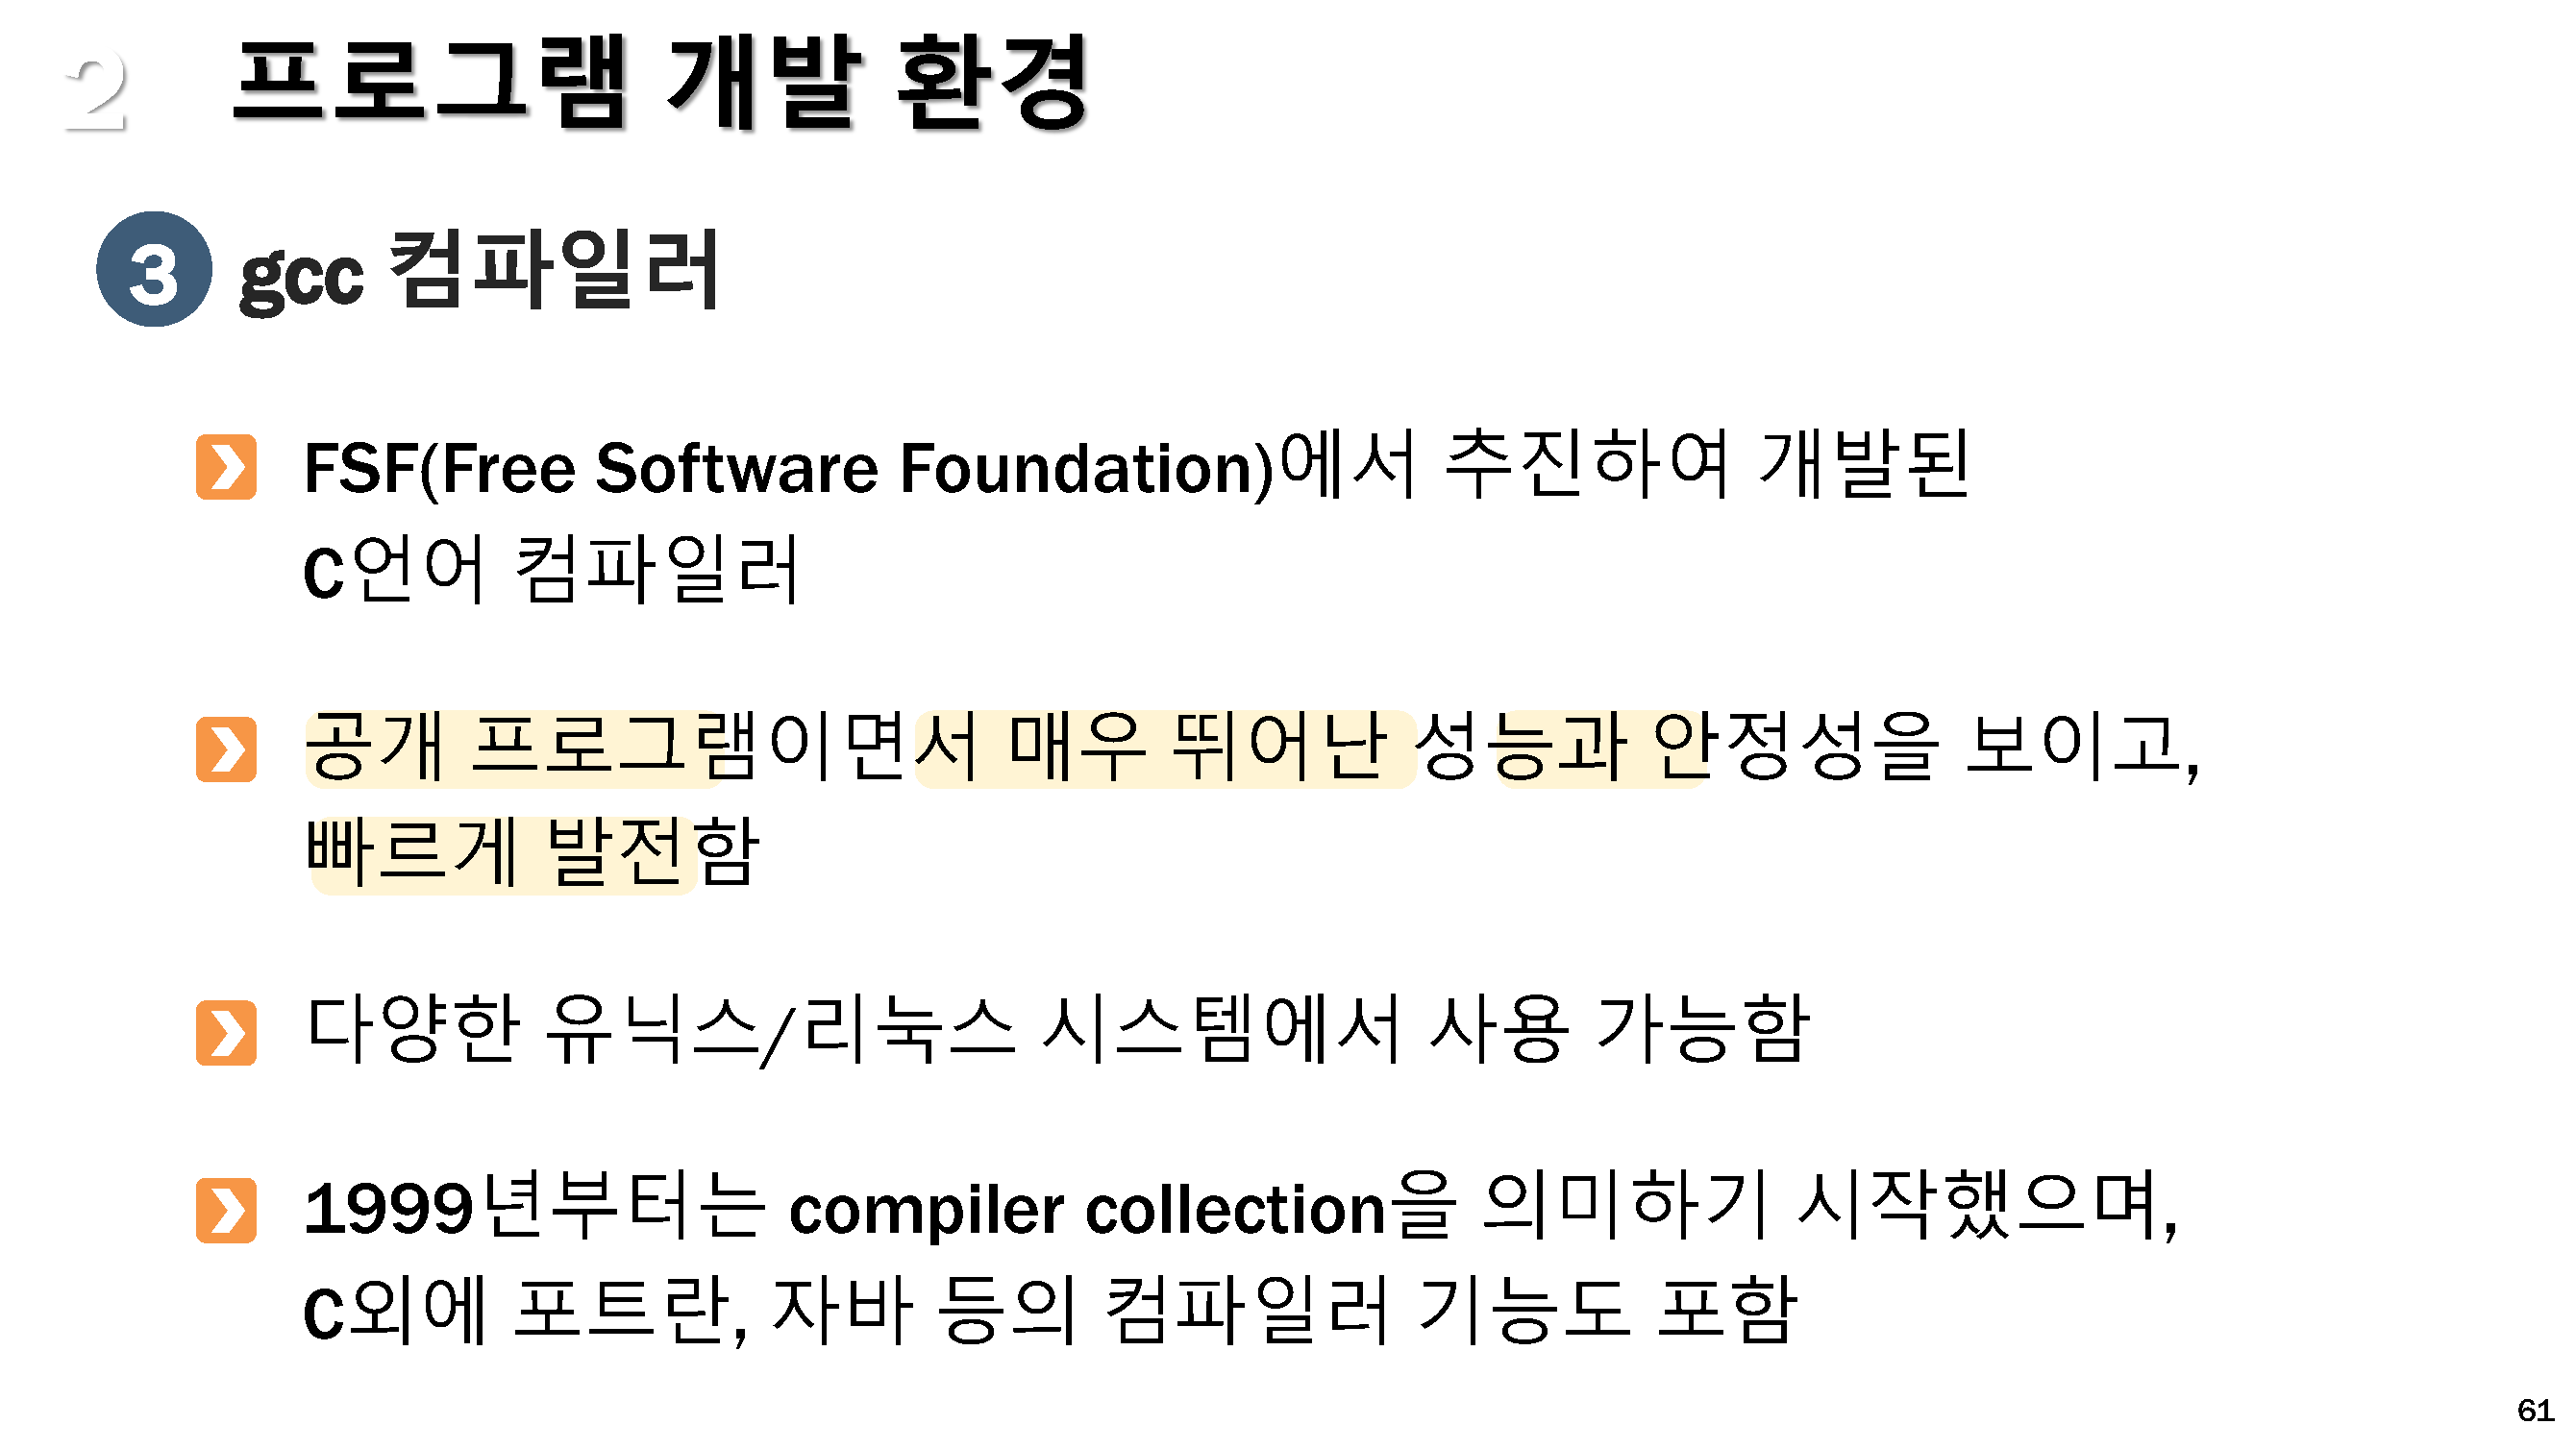 2 프로그램 개발 환경
3 gcc 컴파일러
FSF(Free Software Foundation)에서 추진하여 개발된
C언어 컴파일러
공개 프로그램이면서 매우 뛰어난 성능과 안정성을 보이고,
빠르게 발전함
다양한 유닉스/리눅스 시스템에서 사용 가능함
1999년부터는 compiler collection을 의미하기 시작했으며,
C외에 포트란, 자바 등의 컴파일러 기능도 포함
61